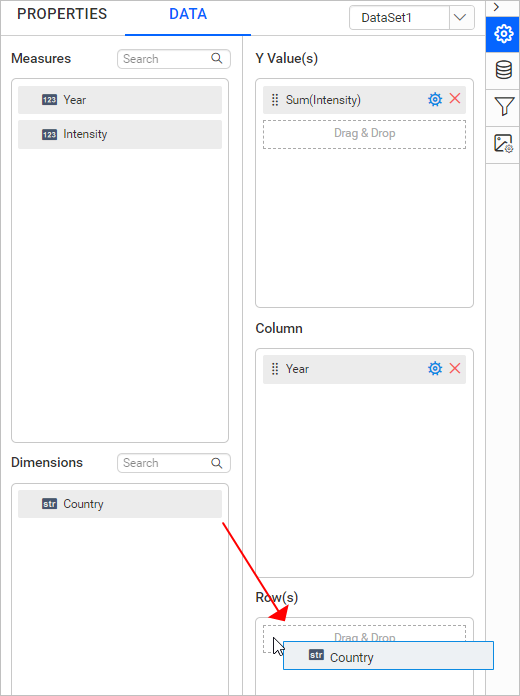 PROPERTIES
DATA
DataSet1
Measures
Search
123 Year
123 Intensity
Dimensions
Search
str Country
Y Value(s)
Sum(Intensity)
Drag & Drop
Column
Year
Row(s)
Drag & Drop
str Country